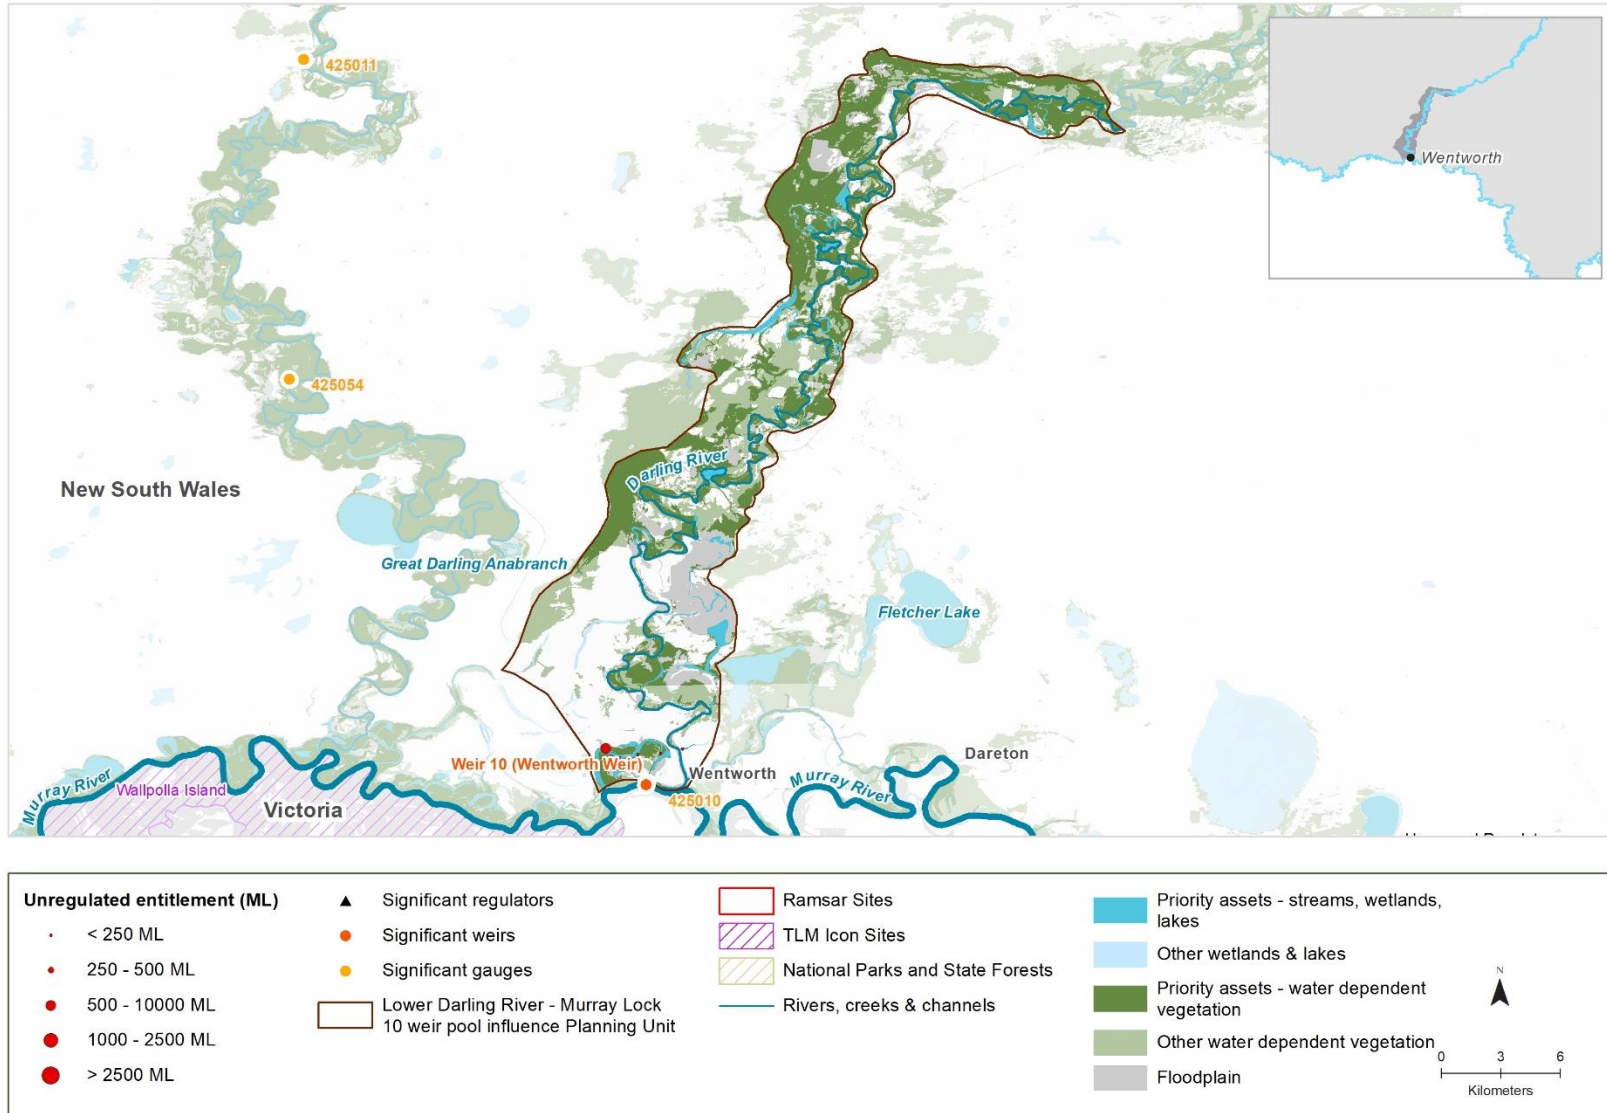 425011
Wentworth
425054
Darling River
New South Wales
Great Darling Anabranch
Fletcher Lake
Dareton
Weir 10 (Wentworth Weir)
Wentworth
Murray River
Wallpolla Island
Murray River
425010
Victoria
Unregulated entitlement (ML)
< 250 ML
250 - 500 ML
500 - 10000 ML
1000 - 2500 ML
> 2500 ML
Significant regulators
Significant weirs
Significant gauges
Lower Darling River - Murray Lock
10 weir pool influence Planning Unit
Ramsar Sites
TLM Icon Sites
National Parks and State Forests
Rivers, creeks & channels
Priority assets - streams, wetlands,
lakes
Other wetlands & lakes
Priority assets - water dependent
vegetation
Other water dependent vegetation
Floodplain
N
0 3 6
Kilometers